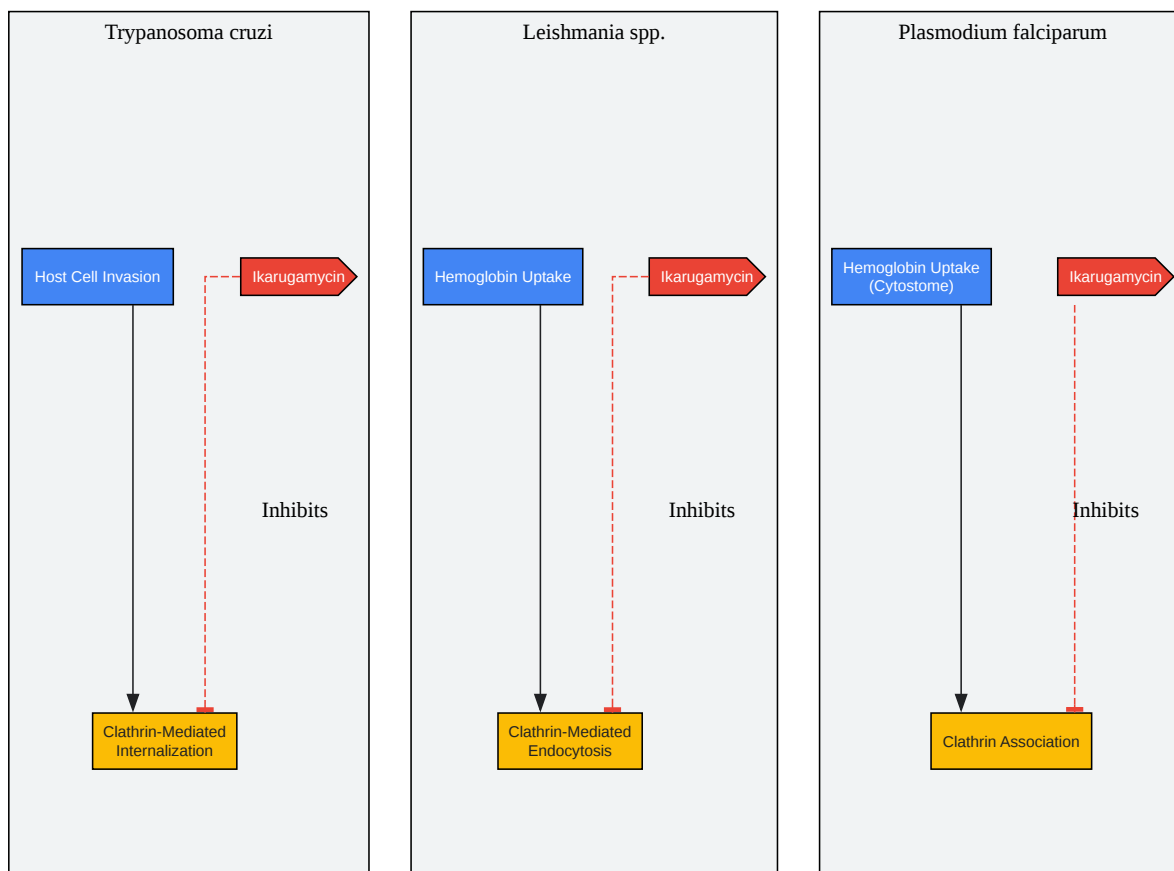 Trypanosoma cruzi
Host Cell Invasion
Ikarugamycin
Inhibits
Clathrin-Mediated
Internalization
Leishmania spp.
Hemoglobin Uptake
Ikarugamycin
Inhibits
Clathrin-Mediated
Endocytosis
Plasmodium falciparum
Hemoglobin Uptake
(Cytostome)
Ikarugamycin
Inhibits
Clathrin Association